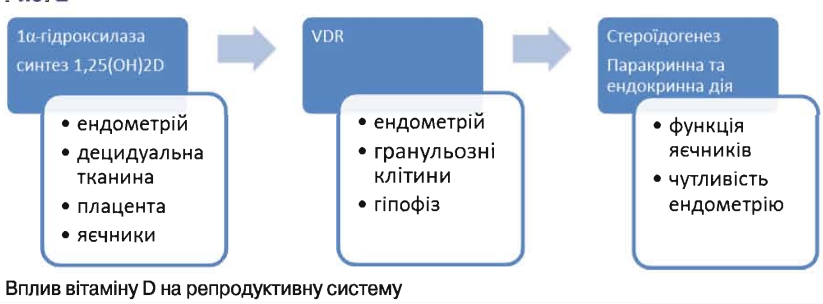 1α-гідроксилаза
синтез 1,25(OH)2D
• ендометрій
• децидуальна
тканина
• плацента
• яєчники
VDR
• ендометрій
• гранульозні
клітини
• гіпофіз
Стероїдогенез
Паракринна та
ендокринна дія
• функція
яєчників
• чутливість
ендометрію
Вплив вітаміну D на репродуктивну систему